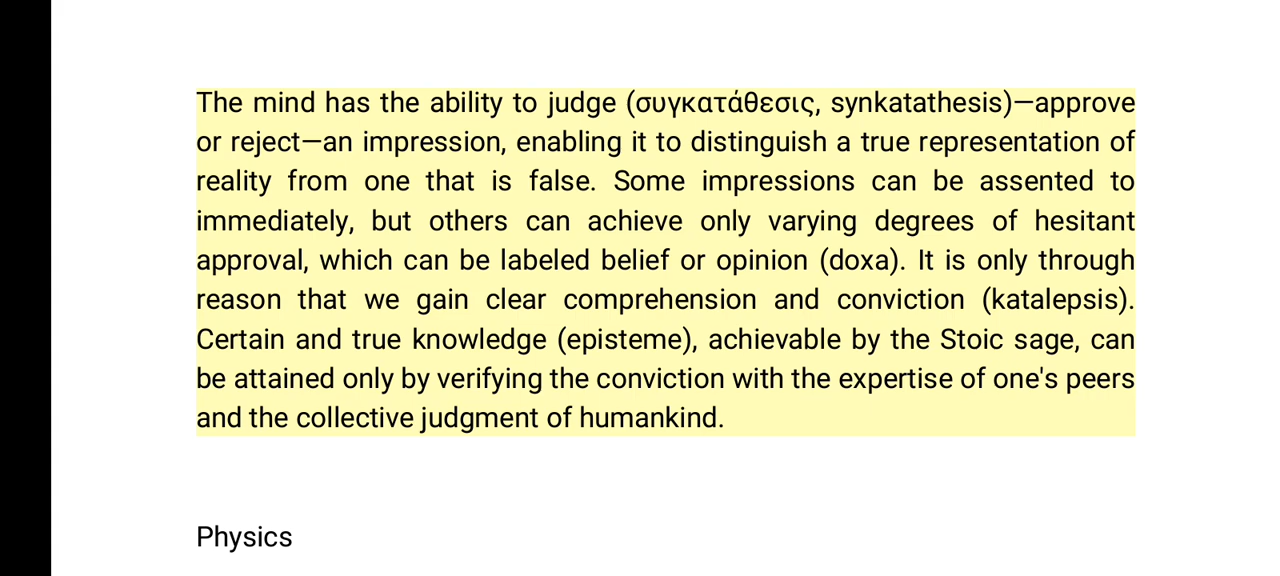 The mind has the ability to judge (συγκατάθεσις, synkatathesis)—approve
or reject—an impression, enabling it to distinguish a true representation of
reality from one that is false. Some impressions can be assented to
immediately, but others can achieve only varying degrees of hesitant
approval, which can be labeled belief or opinion (doxa). It is only through
reason that we gain clear comprehension and conviction (katalepsis).
Certain and true knowledge (episteme), achievable by the Stoic sage, can
be attained only by verifying the conviction with the expertise of one's peers
and the collective judgment of humankind.
Physics